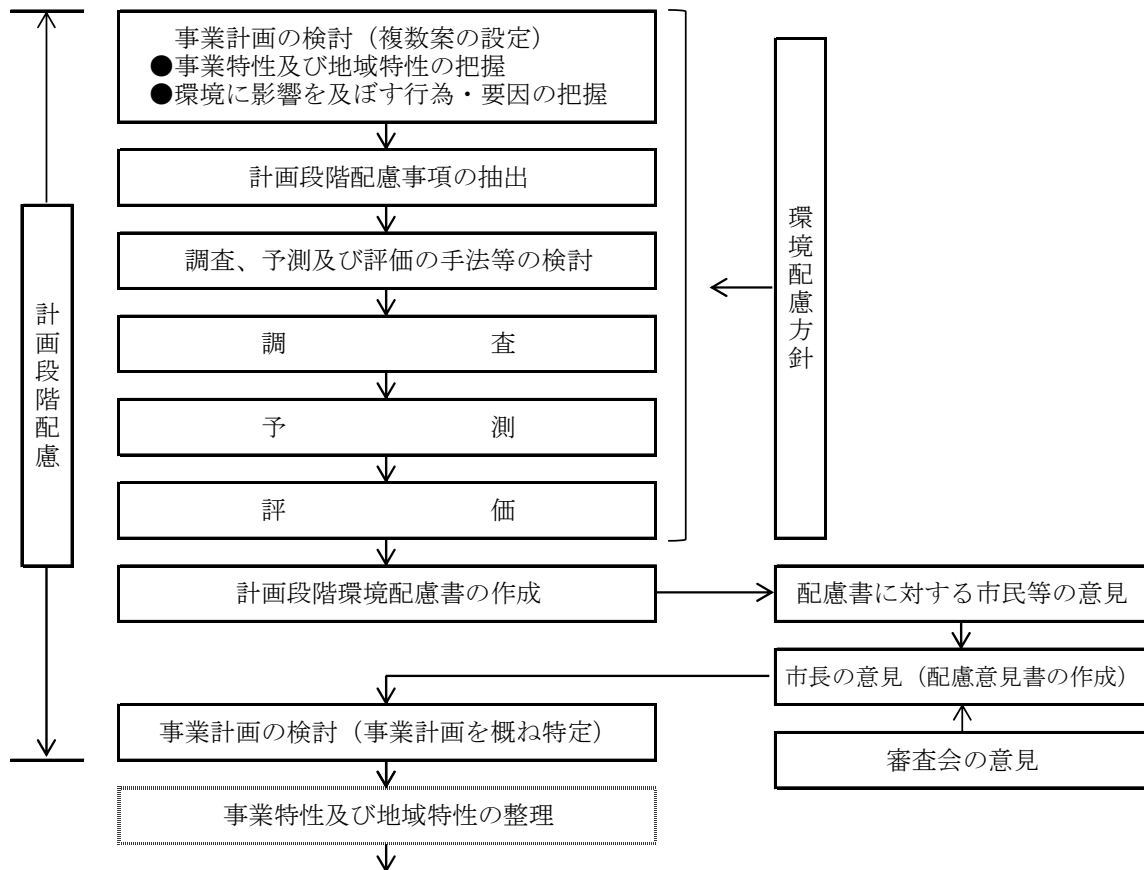 事業計画の検討（複数案の設定）
●事業特性及び地域特性の把握
●環境に影響を及ぼす行為・要因の把握
計画段階配慮事項の抽出
調査、予測及び評価の手法等の検討
調　査
予　測
評　価
計画段階配慮
環境配慮方針
計画段階環境配慮書の作成
配慮書に対する市民等の意見
市長の意見（配慮意見書の作成）
審査会の意見
事業計画の検討（事業計画を概ね特定）
事業特性及び地域特性の整理